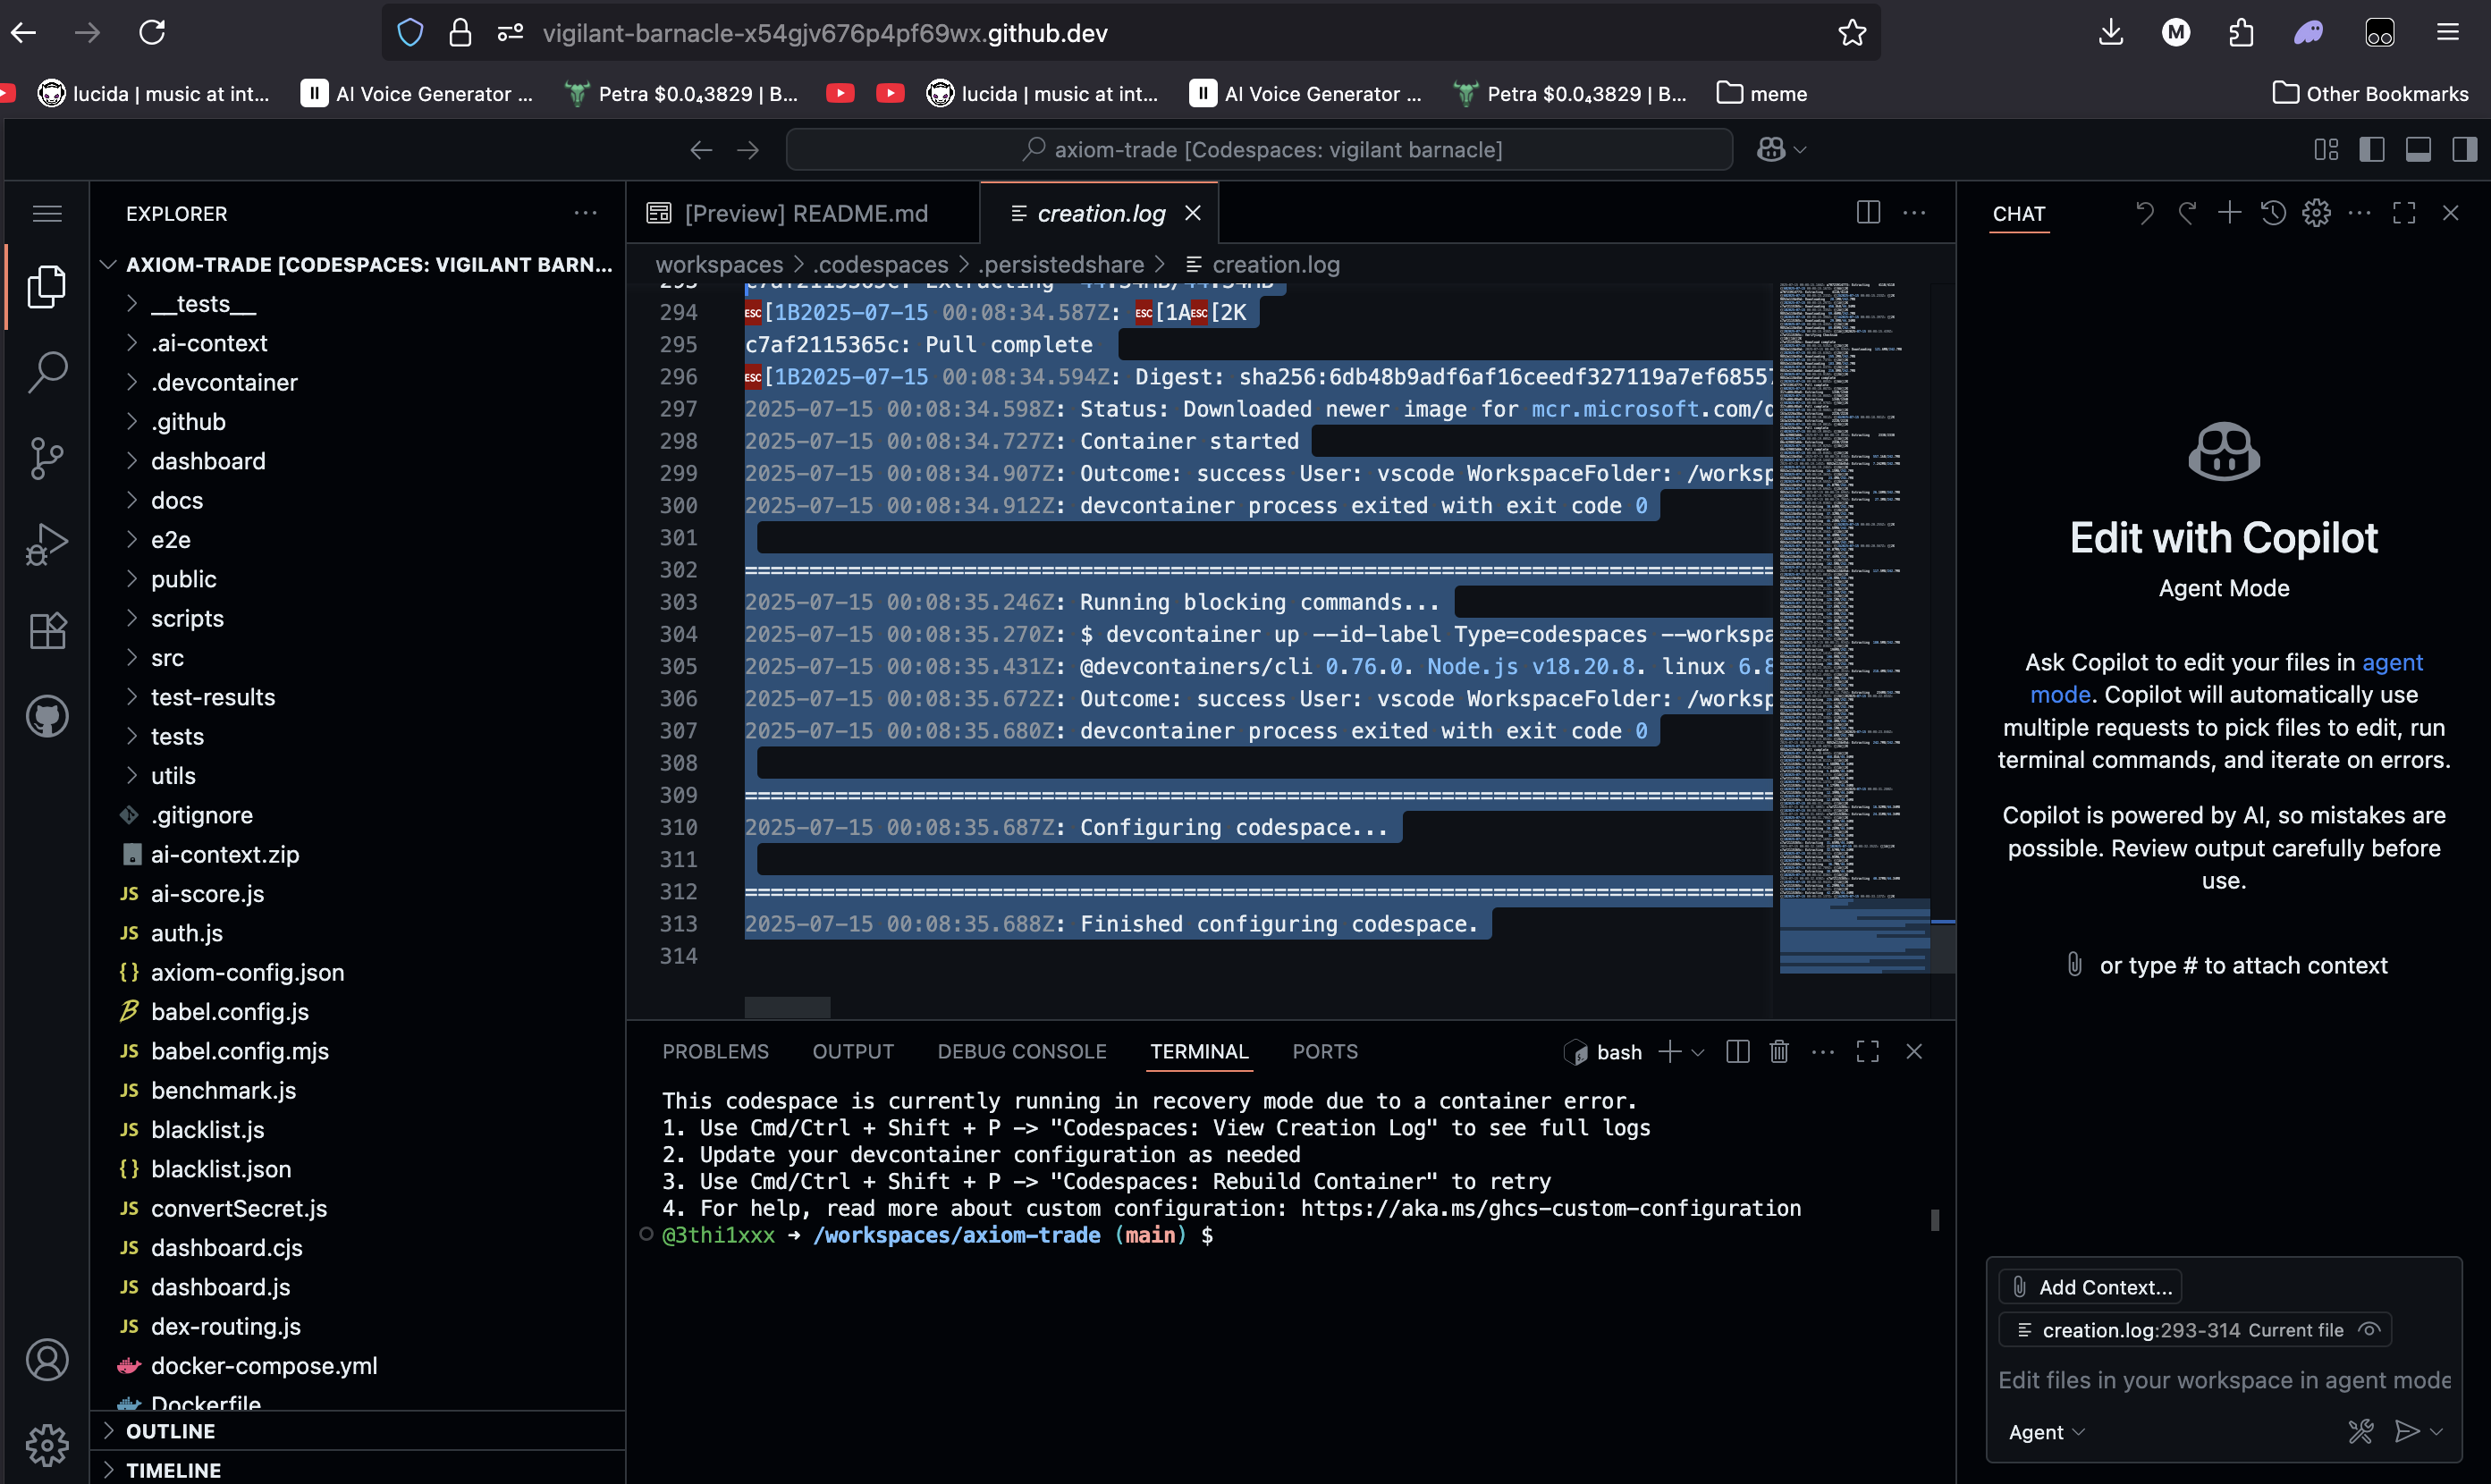 vigilant-barnacle-x54gjv676p4pf69wx.github.dev
lucida | music at int...
AI Voice Generator ...
Petra $0.0₄3829 | B...
lucida | music at int...
AI Voice Generator ...
Petra $0.0₄3829 | B...
meme
Other Bookmarks
axiom-trade [Codespaces: vigilant barnacle]
EXPLORER
AXIOM-TRADE [CODESPACES: VIGILANT BARN...
__tests__
.ai-context
.devcontainer
.github
dashboard
docs
e2e
public
scripts
src
test-results
tests
utils
.gitignore
ai-context.zip
JS ai-score.js
JS auth.js
{} axiom-config.json
babel.config.js
JS babel.config.mjs
JS benchmark.js
JS blacklist.js
{} blacklist.json
JS convertSecret.js
JS dashboard.cjs
JS dashboard.js
JS dex-routing.js
docker-compose.yml
Dockerfile
OUTLINE
TIMELINE
[Preview] README.md
creation.log
workspaces > .codespaces > .persistedshare > creation.log
293 c7af2115365c: Extracting 44.34MB/44.34MB
294 ESC[1B2025-07-15 00:08:34.587Z: ESC[1AESC[2K
295 c7af2115365c: Pull complete
296 ESC[1B2025-07-15 00:08:34.594Z: Digest: sha256:6db48b9adf6af16ceedf327119a7ef68557
297 2025-07-15 00:08:34.598Z: Status: Downloaded newer image for mcr.microsoft.com/d
298 2025-07-15 00:08:34.727Z: Container started
299 2025-07-15 00:08:34.907Z: Outcome: success User: vscode WorkspaceFolder: /worksp
300 2025-07-15 00:08:34.912Z: devcontainer process exited with exit code 0
301
302 ================================================================================
303 2025-07-15 00:08:35.246Z: Running blocking commands...
304 2025-07-15 00:08:35.270Z: $ devcontainer up --id-label Type=codespaces --workspa
305 2025-07-15 00:08:35.431Z: @devcontainers/cli 0.76.0. Node.js v18.20.8. linux 6.8
306 2025-07-15 00:08:35.672Z: Outcome: success User: vscode WorkspaceFolder: /worksp
307 2025-07-15 00:08:35.680Z: devcontainer process exited with exit code 0
308
309 ================================================================================
310 2025-07-15 00:08:35.687Z: Configuring codespace...
311
312 ================================================================================
313 2025-07-15 00:08:35.688Z: Finished configuring codespace.
314
PROBLEMS OUTPUT DEBUG CONSOLE TERMINAL PORTS
bash
This codespace is currently running in recovery mode due to a container error.
1. Use Cmd/Ctrl + Shift + P -> "Codespaces: View Creation Log" to see full logs
2. Update your devcontainer configuration as needed
3. Use Cmd/Ctrl + Shift + P -> "Codespaces: Rebuild Container" to retry
4. For help, read more about custom configuration: https://aka.ms/ghcs-custom-configuration
@3thi1xxx ➜ /workspaces/axiom-trade (main) $
CHAT
Edit with Copilot
Agent Mode
Ask Copilot to edit your files in agent
mode. Copilot will automatically use
multiple requests to pick files to edit, run
terminal commands, and iterate on errors.
Copilot is powered by AI, so mistakes are
possible. Review output carefully before
use.
or type # to attach context
Add Context...
creation.log:293-314 Current file
Edit files in your workspace in agent mode
Agent